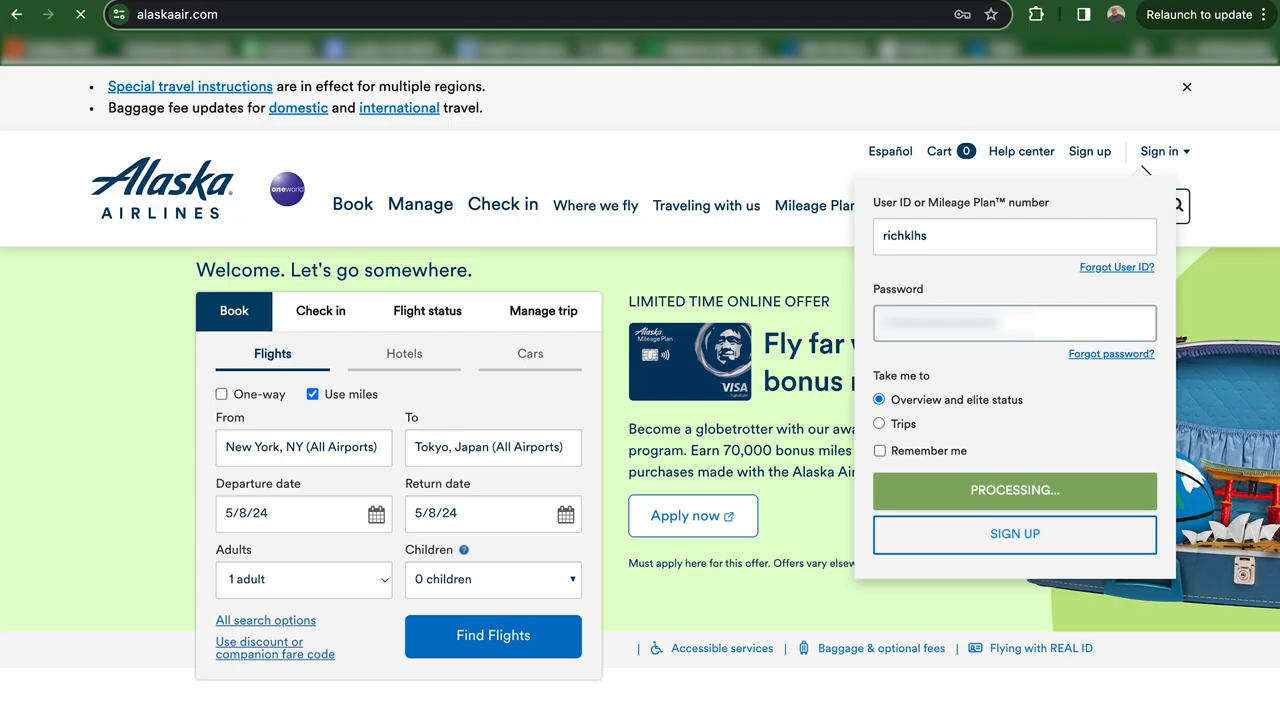 alaskaair.com
Relaunch to update
Special travel instructions are in effect for multiple regions.
Baggage fee updates for domestic and international travel.
Español Cart 0 Help center Sign up Sign in
Alaska
AIRLINES
oneworld
Book Manage Check in Where we fly Traveling with us Mileage Plan
User ID or Mileage Plan™ number
richklhs
Forgot User ID?
Password
Forgot password?
Take me to
Overview and elite status
Trips
Remember me
PROCESSING...
SIGN UP
Welcome. Let's go somewhere.
Book Check in Flight status Manage trip
Flights Hotels Cars
One-way Use miles
From To
New York, NY (All Airports) Tokyo, Japan (All Airports)
Departure date Return date
5/8/24 5/8/24
Adults Children ?
1 adult 0 children
All search options
Use discount or
companion fare code
Find Flights
LIMITED TIME ONLINE OFFER
Alaska
Mileage Plan
VISA
Signature
Fly far
bonus
Become a globetrotter with our
program. Earn 70,000 bonus miles
purchases made with the Alaska
Apply now
Must apply here for this offer. Offers vary
| Accessible services | Baggage & optional fees | Flying with REAL ID